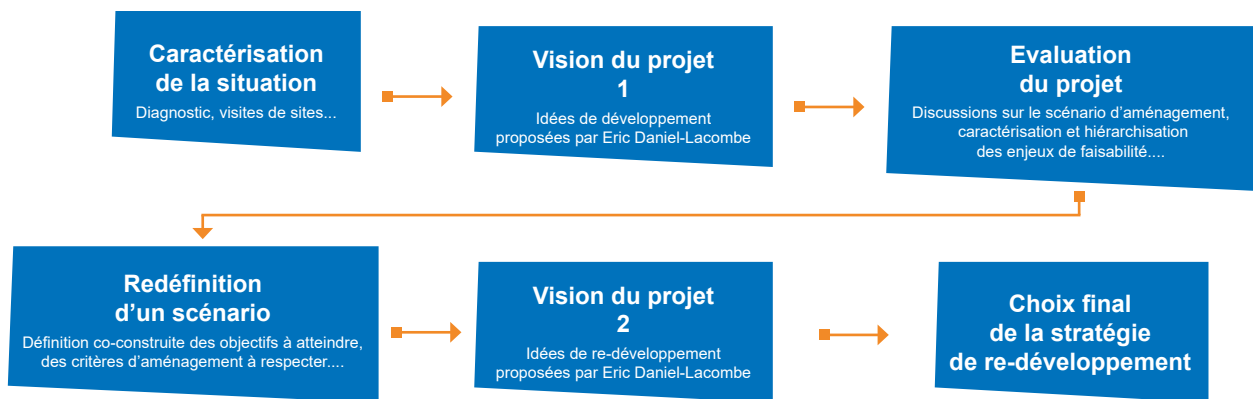 Caractérisation
de la situation
Diagnostic, visites de sites...
Vision du projet
1
Idées de développement
proposées par Eric Daniel-Lacombe
Evaluation
du projet
Discussions sur le scénario d’aménagement,
caractérisation et hiérarchisation
des enjeux de faisabilité....
Redéfinition
d’un scénario
Définition co-construite des objectifs à atteindre,
des critères d’aménagement à respecter....
Vision du projet
2
Idées de re-développement
proposées par Eric Daniel-Lacombe
Choix final
de la stratégie
de re-développement